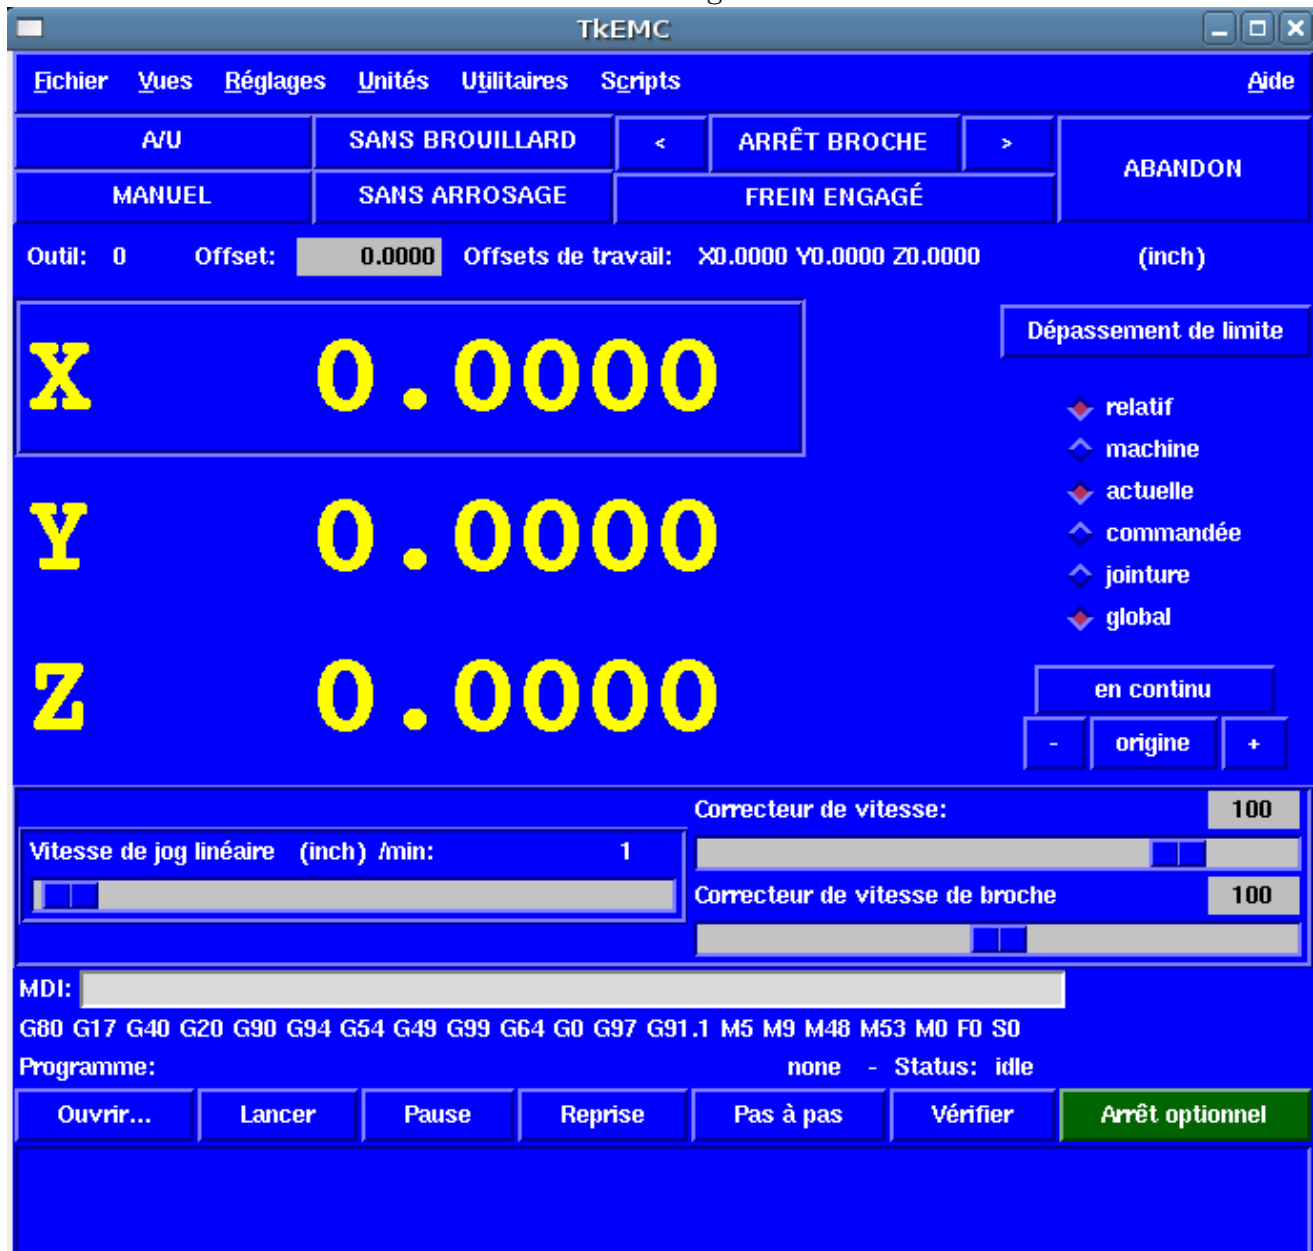 TkEMC
Fichier Vues Réglages Unités Utilitaires Scripts Aide
A/U SANS BROUILLARD < ARRÊT BROCHE > ABANDON
MANUEL SANS ARROSAGE FREIN ENGAGÉ
Outil: 0 Offset: 0.0000 Offsets de travail: X0.0000 Y0.0000 Z0.0000 (inch)
Dépassement de limite
X 0.0000
relatif
machine
actuelle
Y 0.0000
commandée
jointure
global
Z 0.0000
en continu
- origine +
Correcteur de vitesse: 100
Vitesse de jog linéaire (inch) /min: 1
Correcteur de vitesse de broche 100
MDI:
G80 G17 G40 G20 G90 G94 G54 G49 G99 G64 G0 G97 G91.1 M5 M9 M48 M53 M0 F0 S0
Programme: none - Status: idle
Ouvrir... Lancer Pause Reprise Pas à pas Vérifier Arrêt optionnel